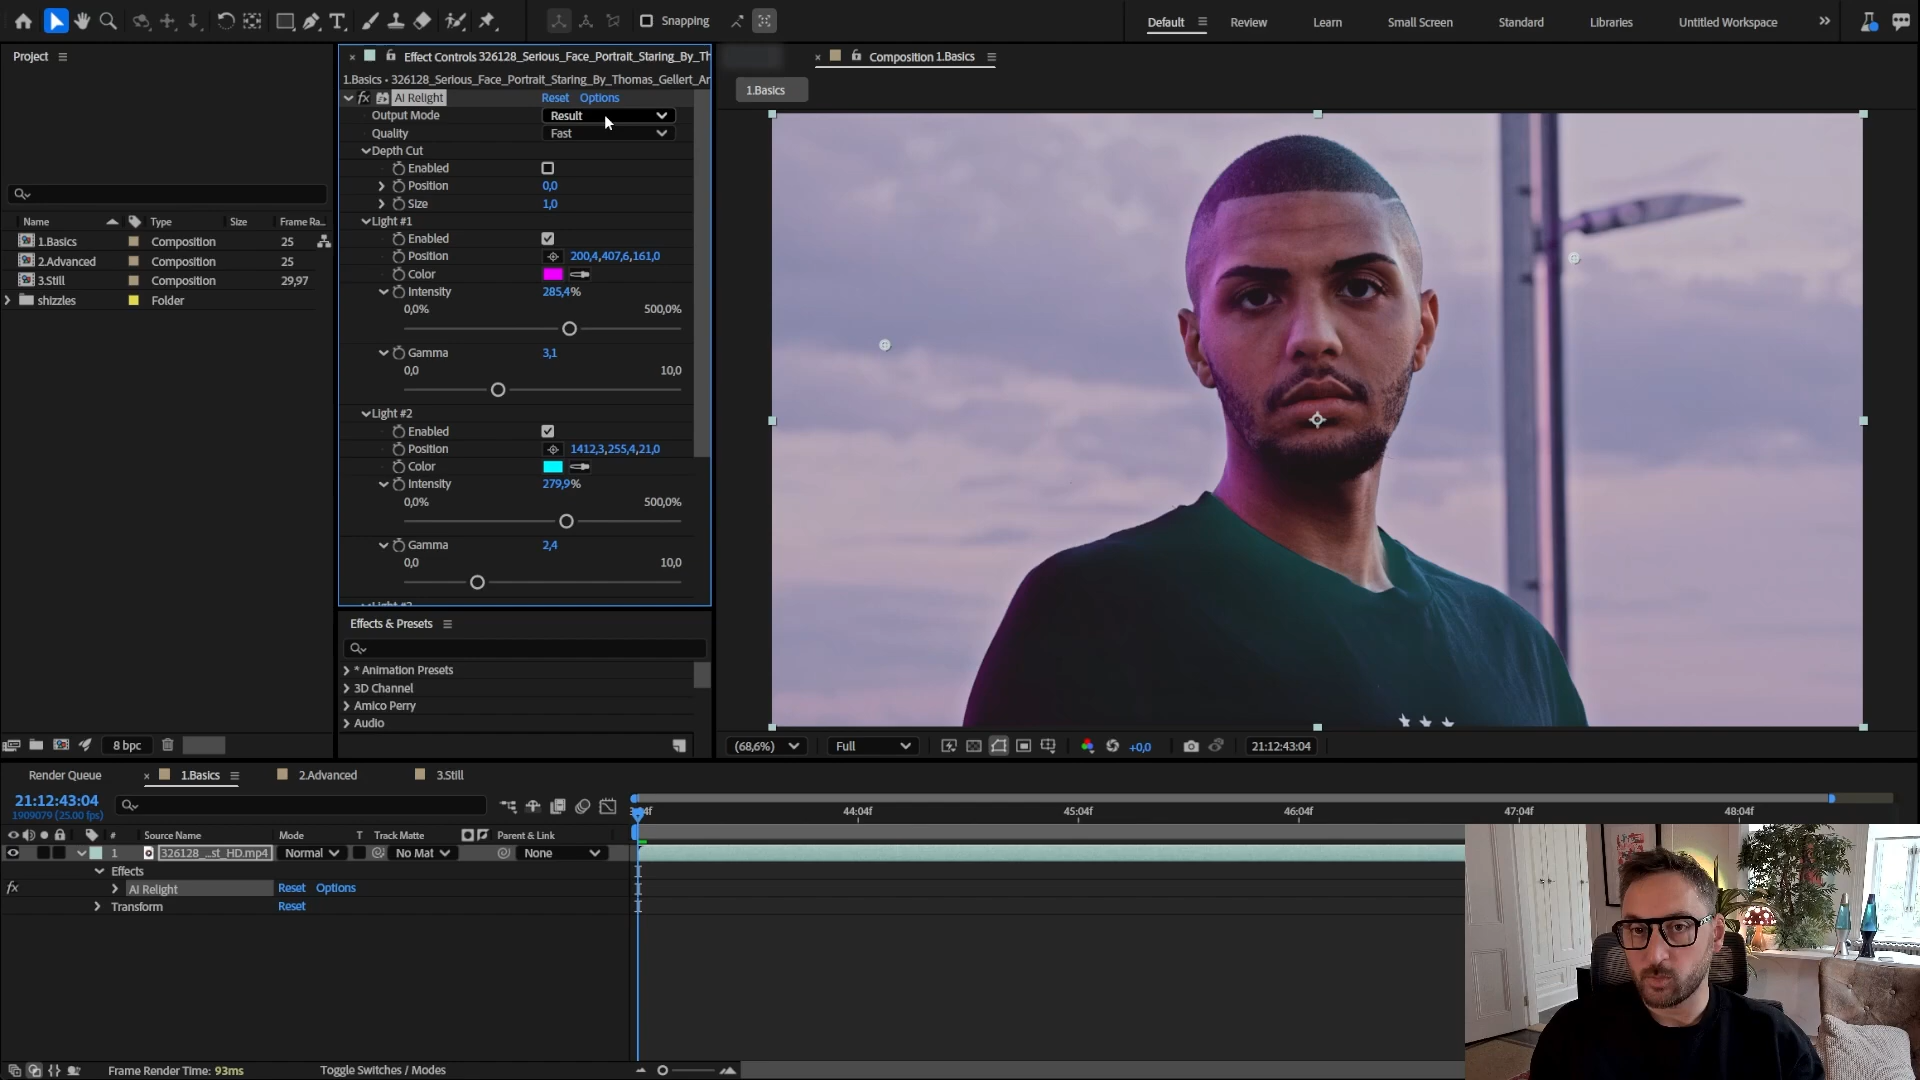 Snapping
Default
Review
Learn
Small Screen
Standard
Libraries
Untitled Workspace
Project
Name
Type
Size
Frame Ra...
1.Basics
Composition
25
2.Advanced
Composition
25
3.Still
Composition
29,97
shizzles
Folder
8 bpc
Effect Controls 326128_Serious_Face_Portrait_Staring_By_Th
1.Basics • 326128_Serious_Face_Portrait_Staring_By_Thomas_Gellert_Ar
fx
AI Relight
Reset
Options
Output Mode
Result
Quality
Fast
Depth Cut
Enabled
Position
0,0
Size
1,0
Light #1
Enabled
Position
200,4,407,6,161,0
Color
Intensity
285,4%
0,0%
500,0%
Gamma
3,1
0,0
10,0
Light #2
Enabled
Position
1412,3,255,4,21,0
Color
Intensity
279,9%
0,0%
500,0%
Gamma
2,4
0,0
10,0
Effects & Presets
* Animation Presets
3D Channel
Amico Perry
Audio
Composition 1.Basics
1.Basics
(68,6%)
Full
+0,0
21:12:43:04
Render Queue
1.Basics
2.Advanced
3.Still
21:12:43:04
1909079 (25.00 fps)
44:04f
45:04f
46:04f
47:04f
48:04f
#
Source Name
Mode
T
Track Matte
Parent & Link
1
326128_...st_HD.mp4
Normal
No Mat
None
Effects
fx
AI Relight
Reset
Options
Transform
Reset
Frame Render Time: 93ms
Toggle Switches / Modes